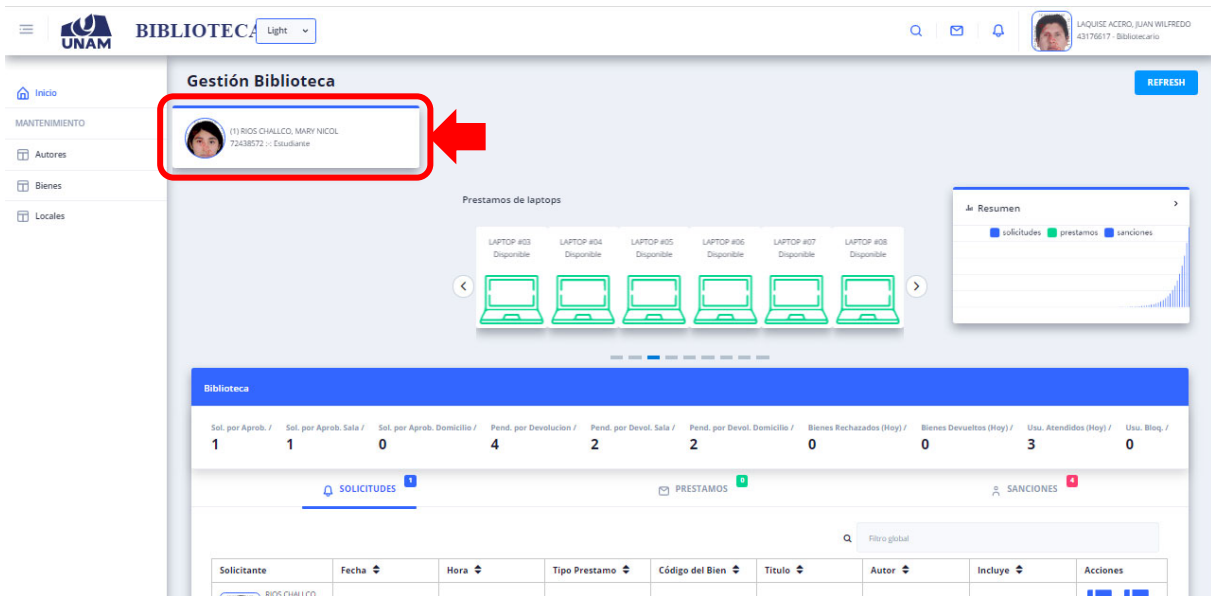 UNAM
BIBLIOTECA
Light
LAQUISE ACERO, JUAN WILFREDO
43176617 - Bibliotecario
Gestión Biblioteca
REFRESH
Inicio
MANTENIMIENTO
Autores
Bienes
Locales
(1) RIOS CHALLCO, MARY NICOL
72438572 :-: Estudiante
Prestamos de laptops
LAPTOP #03 LAPTOP #04 LAPTOP #05 LAPTOP #06 LAPTOP #07 LAPTOP #08
Disponible Disponible Disponible Disponible Disponible Disponible
Resumen
solicitudes prestamos sanciones
Biblioteca
Sol. por Aprob. / Sol. por Aprob. Sala / Sol. por Aprob. Domicilio / Pend. por Devolucion / Pend. por Devol. Sala / Pend. por Devol. Domicilio / Bienes Rechazados (Hoy) / Bienes Devueltos (Hoy) / Usu. Atendidos (Hoy) / Usu. Bloq. /
1 1 0 4 2 2 0 0 3 0
SOLICITUDES 1 PRESTAMOS 0 SANCIONES 4
Filtro global
Solicitante Fecha Hora Tipo Prestamo Código del Bien Titulo Autor Incluye Acciones
RIOS CHALLCO,